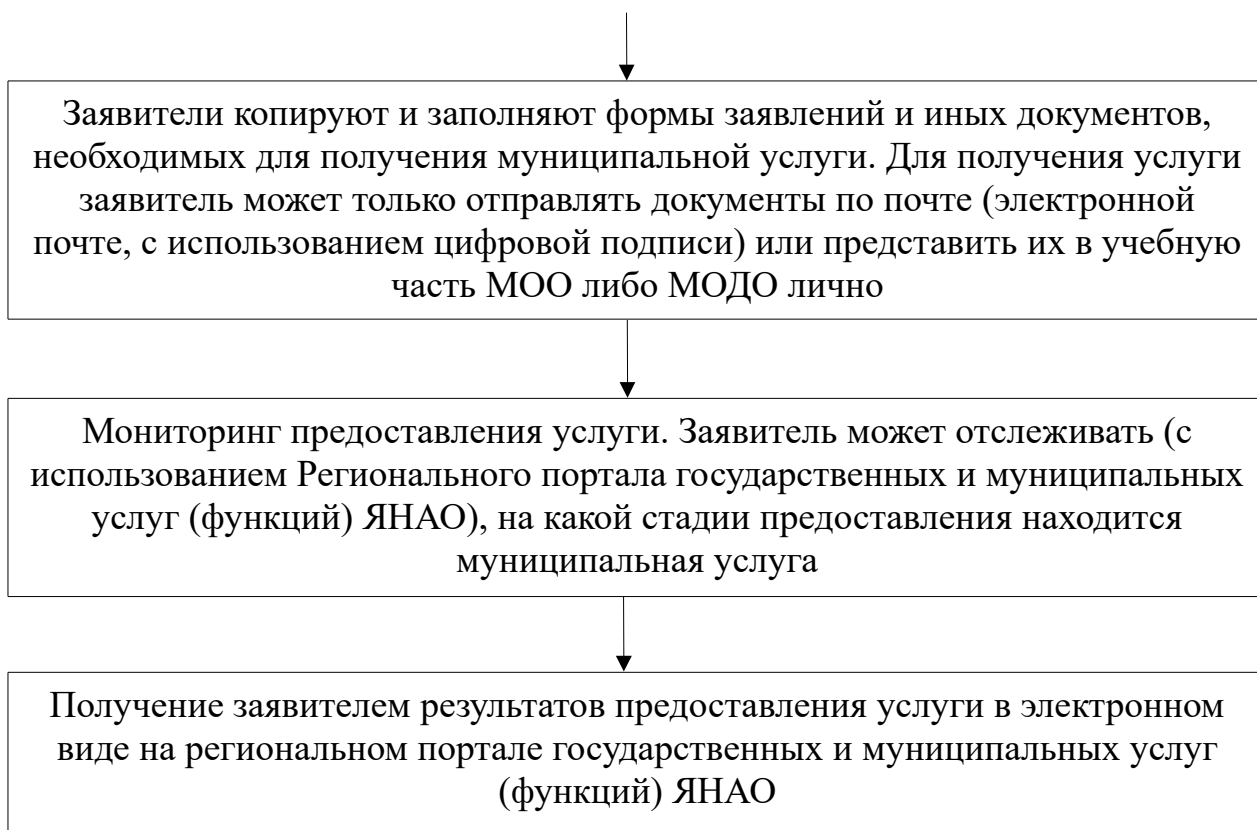 Заявители копируют и заполняют формы заявлений и иных документов,
необходимых для получения муниципальной услуги. Для получения услуги
заявитель может только отправлять документы по почте (электронной
почте, с использованием цифровой подписи) или представить их в учебную
часть МОО либо МОДО лично
Мониторинг предоставления услуги. Заявитель может отслеживать (с
использованием Регионального портала государственных и муниципальных
услуг (функций) ЯНАО), на какой стадии предоставления находится
муниципальная услуга
Получение заявителем результатов предоставления услуги в электронном
виде на региональном портале государственных и муниципальных услуг
(функций) ЯНАО